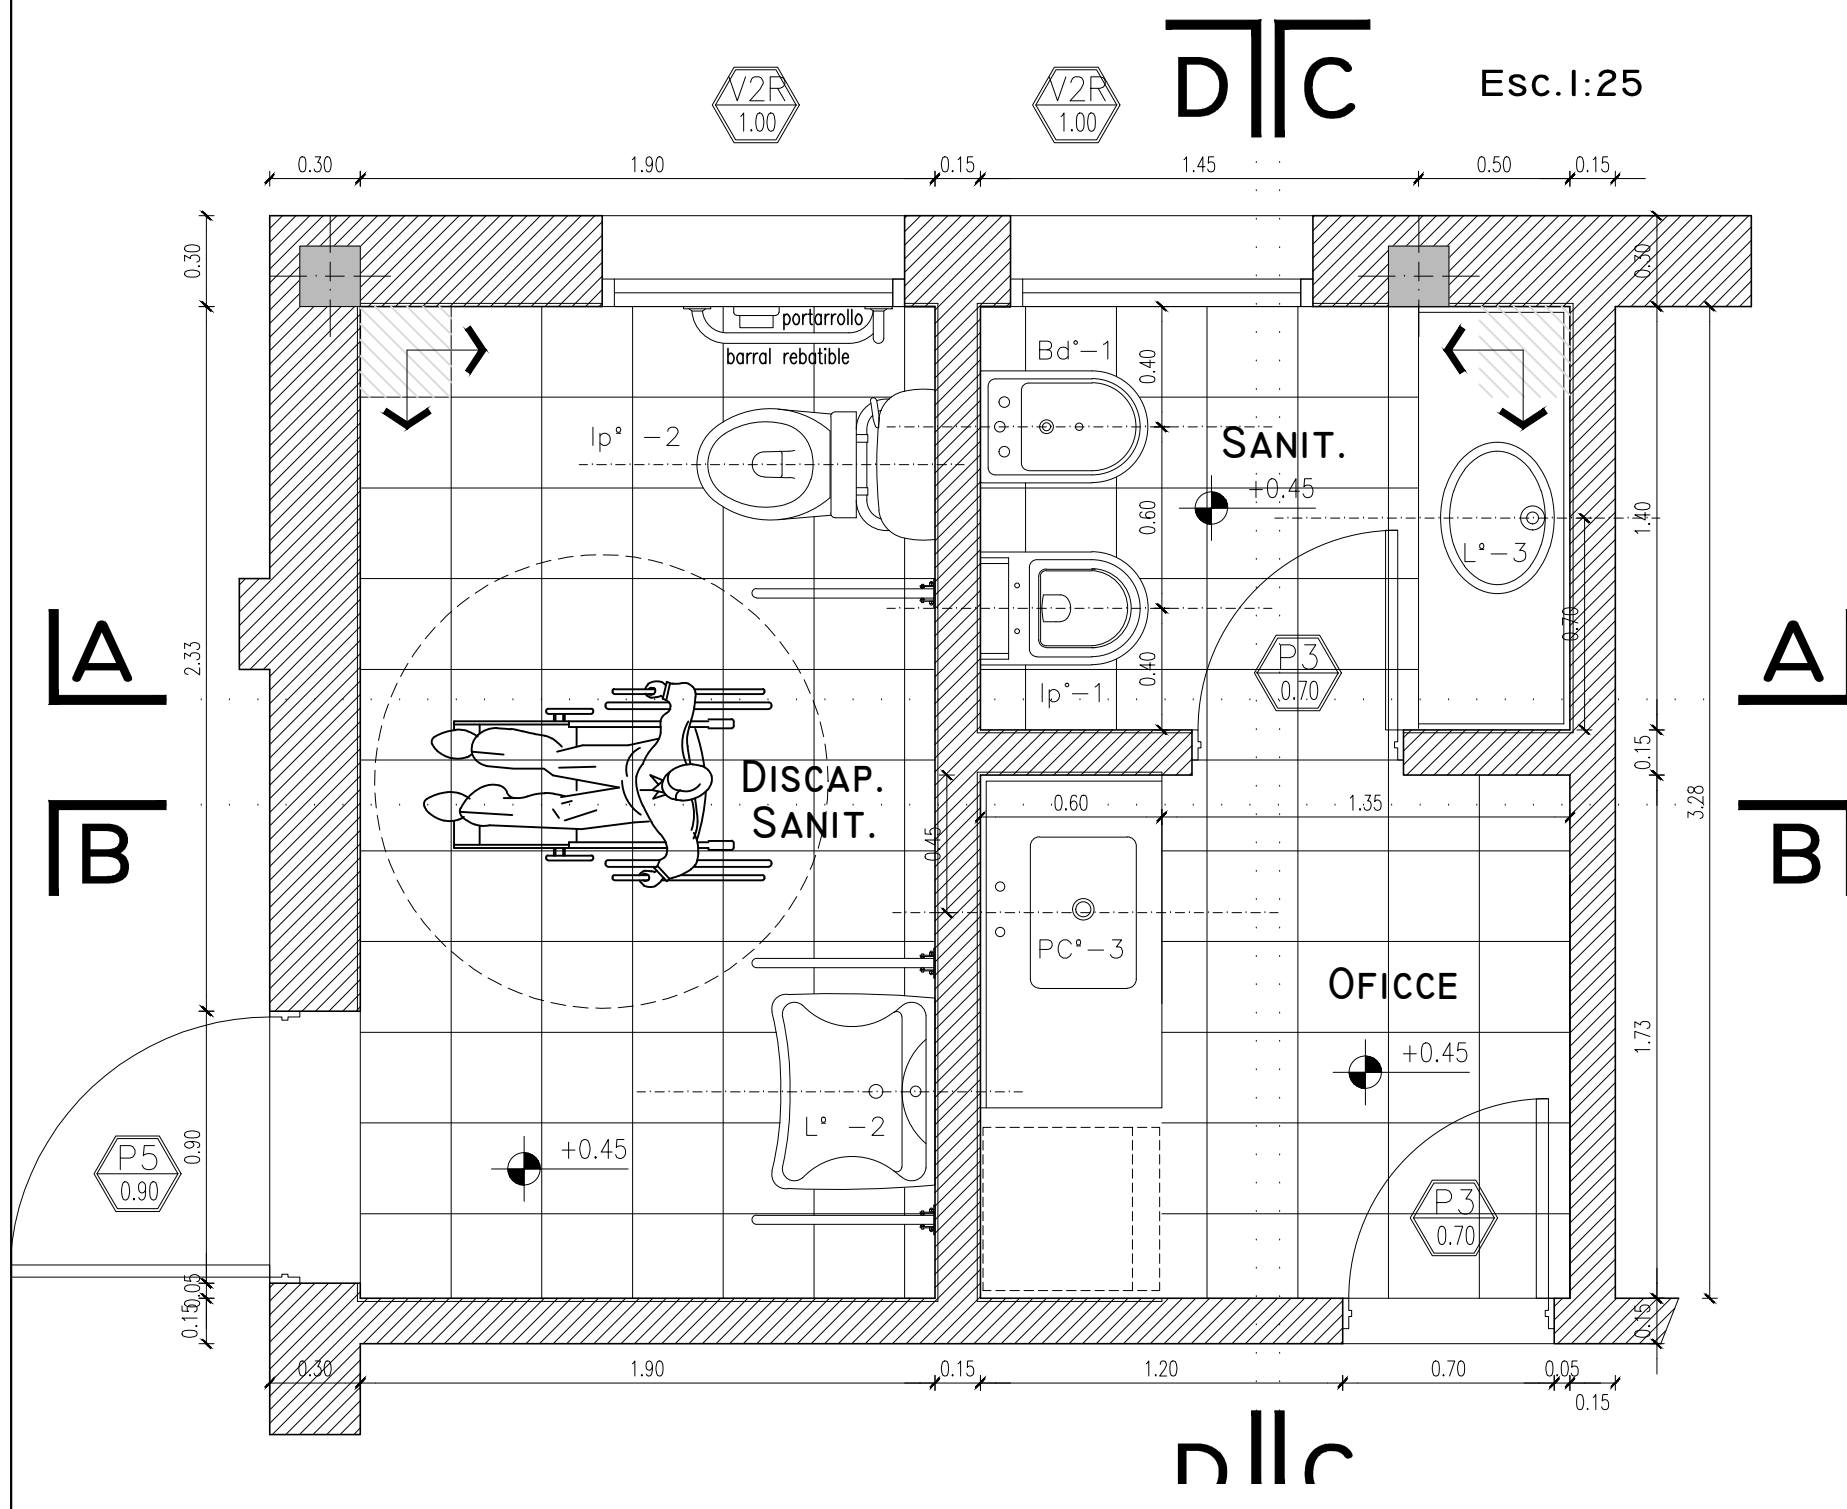 D C Esc.1:25
V2R V2R
1.00 1.00
0.30 1.90 0.15 1.45 0.50 0.15
0.30 0.30
portarrollo
barral rebatible
Bd°-1
0.40
Ipº -2
SANIT.
+0.45
0.60 1.40
Lº-3
0.70
A A
2.33
P3
0.70
0.40
Ip°-1
0.15
DISCAP.
SANIT.
0.60 1.35
3.28
B B
0.45
PCº-3
OFICCE
+0.45
1.73
Lº -2
+0.45
P5
0.90
0.90
P3
0.70
0.05
0.15 0.15
0.30 1.90 0.15 1.20 0.70 0.05
0.15
D C